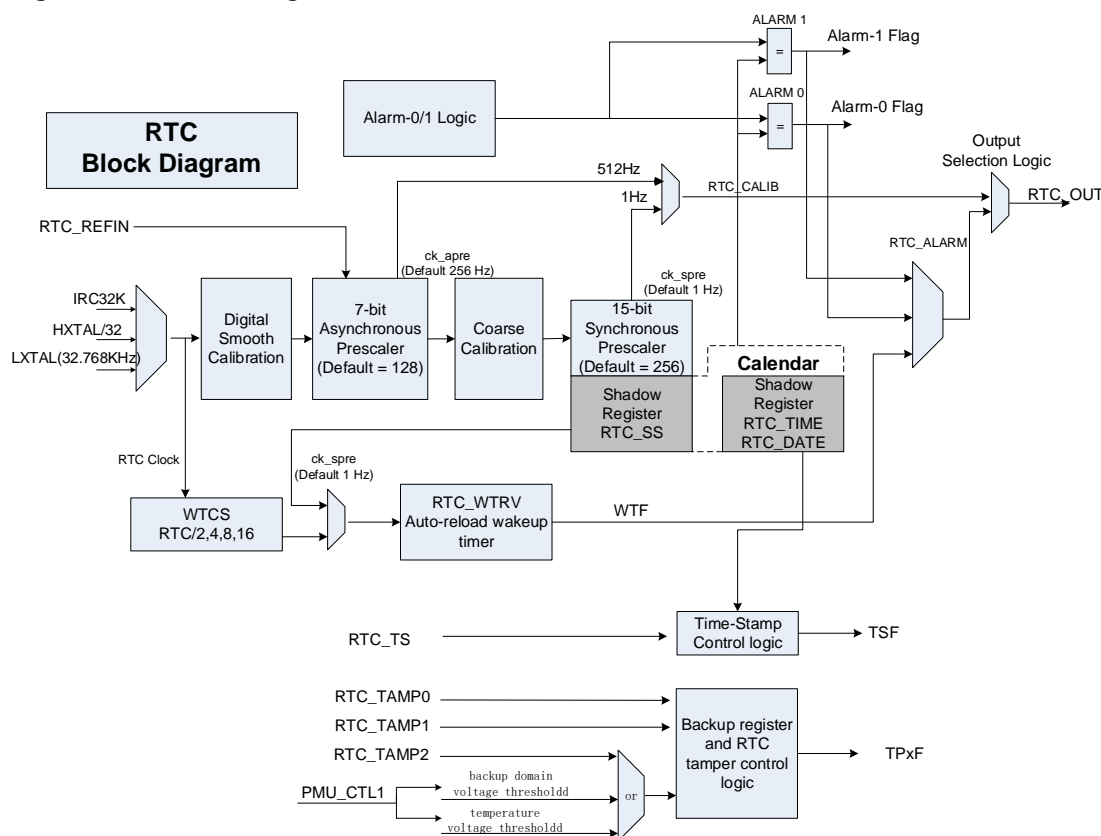 ALARM 1
Alarm-1 Flag
=
ALARM 0
Alarm-0/1 Logic
Alarm-0 Flag
=
RTC
Block Diagram
Output
Selection Logic
512Hz
RTC_CALIB
1Hz
RTC_OUT
RTC_REFIN
RTC_ALARM
ck_apre
(Default 256 Hz)
ck_spre
(Default 1 Hz)
IRC32K
HXTAL/32
LXTAL(32.768KHz)
Digital
Smooth
Calibration
7-bit
Asynchronous
Prescaler
(Default = 128)
Coarse
Calibration
15-bit
Synchronous
Prescaler
(Default = 256)
Calendar
Shadow
Register
RTC_SS
Shadow
Register
RTC_TIME
RTC_DATE
RTC Clock
ck_spre
(Default 1 Hz)
WTCS
RTC/2,4,8,16
RTC_WTRV
Auto-reload wakeup
timer
WTF
RTC_TS
Time-Stamp
Control logic
TSF
RTC_TAMP0
RTC_TAMP1
RTC_TAMP2
Backup register
and RTC
tamper control
logic
TPxF
PMU_CTL1
backup domain
voltage thresholdd
temperature
voltage thresholdd
or